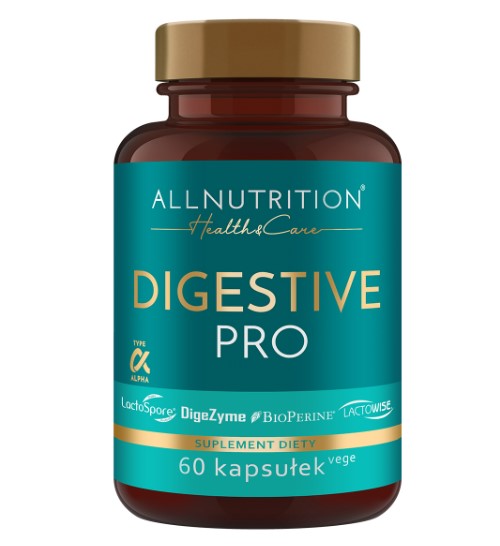 ALLNUTRITION®
Health&Care
DIGESTIVE
PRO
TYPE
α
ALPHA
LactoSpore® DigeZyme BIOPERINE® LACTOWISE
SUPLEMENT DIETY
60 kapsułek vege